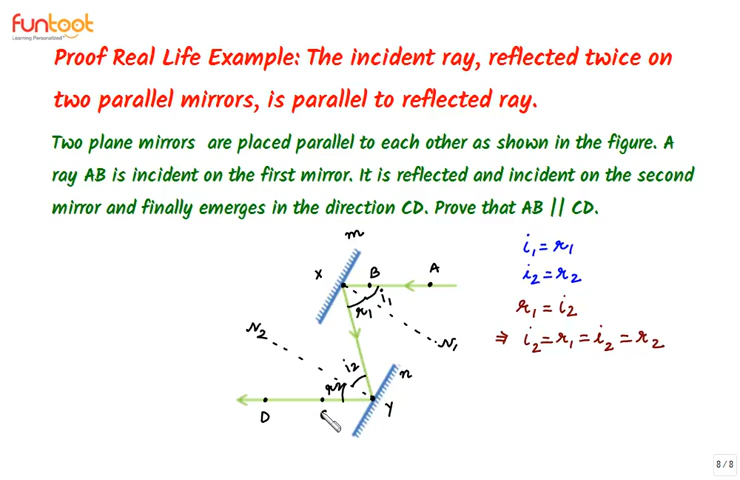 funtoot
Learning Personalized
Proof Real Life Example: The incident ray, reflected twice on
two parallel mirrors, is parallel to reflected ray.
Two plane mirrors are placed parallel to each other as shown in the figure. A
ray AB is incident on the first mirror. It is reflected and incident on the second
mirror and finally emerges in the direction CD. Prove that AB || CD.
m
X B A
i₁
r₁
N₂ N₁
i₂ n
r₂
D C Y
i₁ = r₁
i₂ = r₂
r₁ = i₂
⇒ i₂ = r₁ = i₂ = r₂
8 / 8